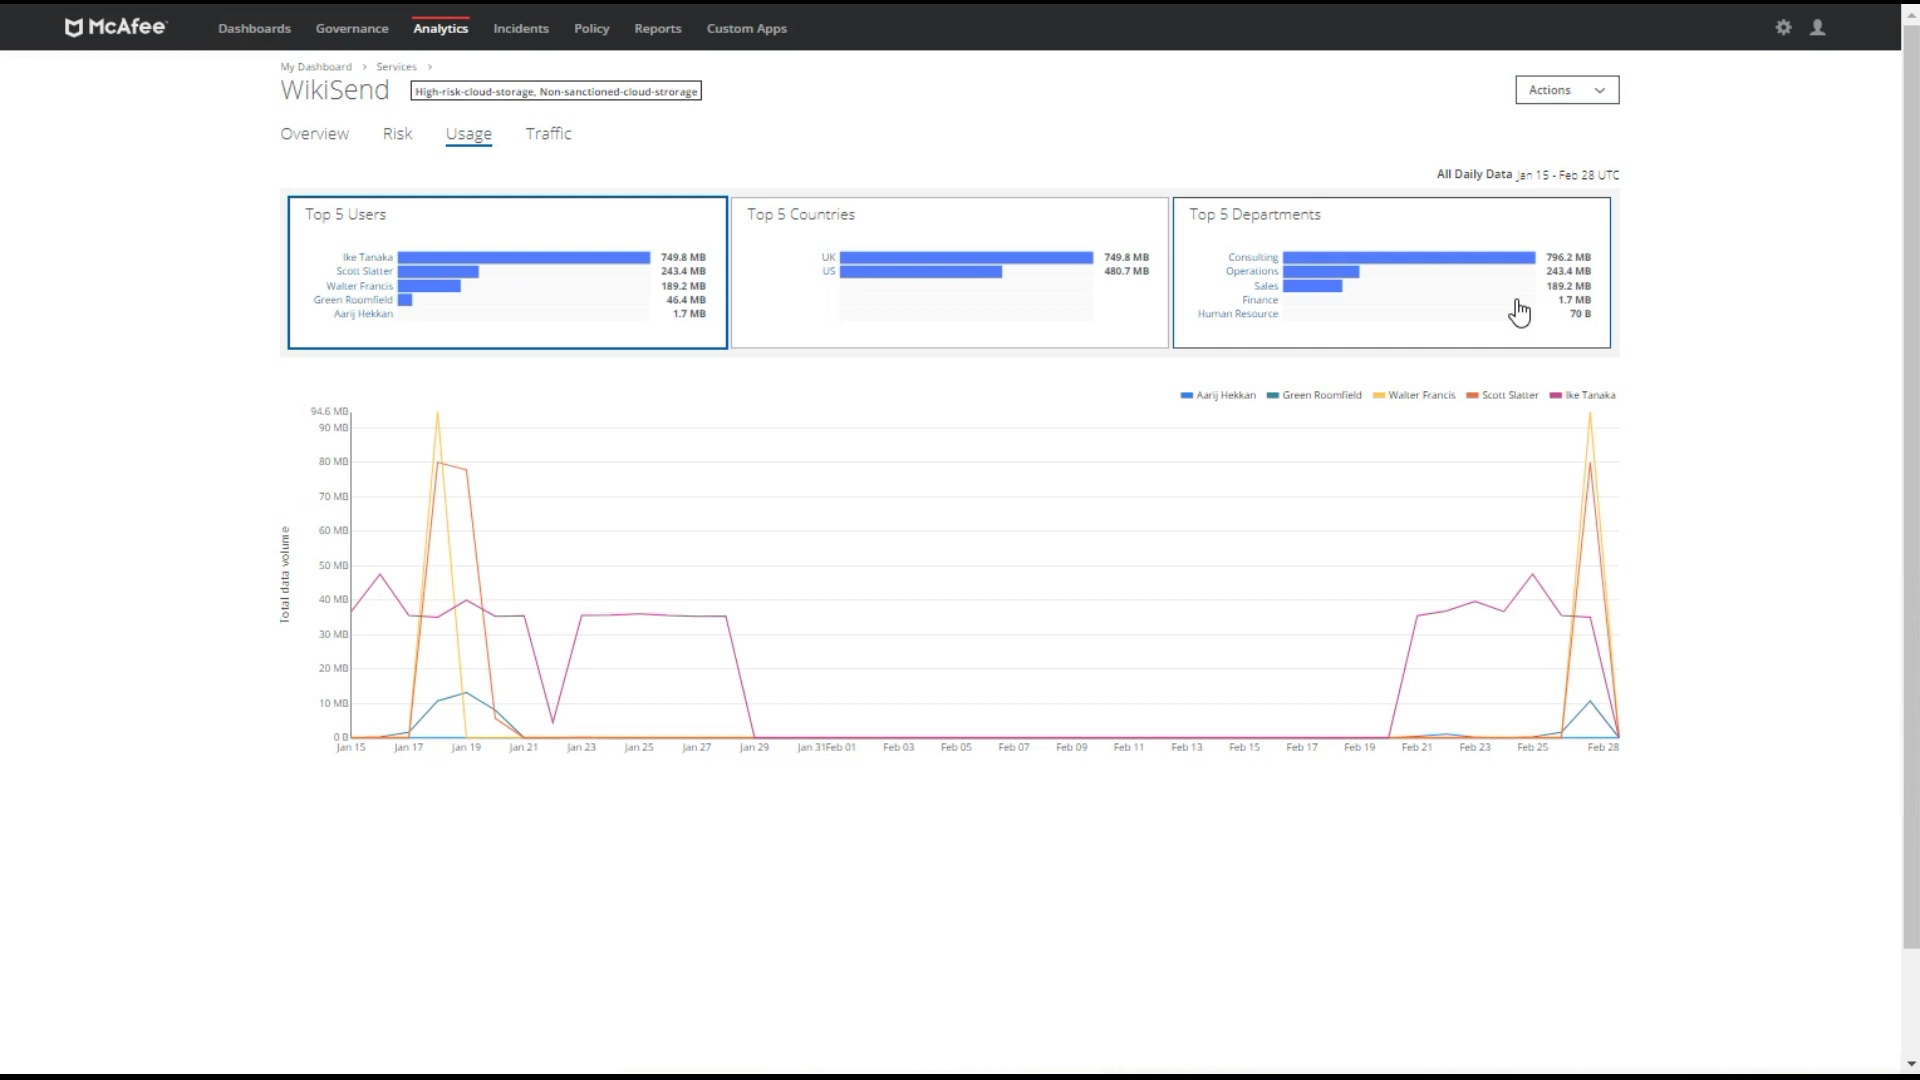 McAfee
Dashboards Governance Analytics Incidents Policy Reports Custom Apps
My Dashboard > Services >
WikiSend High-risk-cloud-storage, Non-sanctioned-cloud-strorage
Actions
Overview Risk Usage Traffic
All Daily Data Jan 15 - Feb 28 UTC
Top 5 Users
Ike Tanaka 749.8 MB
Scott Slatter 243.4 MB
Walter Francis 189.2 MB
Green Roomfield 46.4 MB
Aarij Hekkan 1.7 MB
Top 5 Countries
UK 749.8 MB
US 480.7 MB
Top 5 Departments
Consulting 796.2 MB
Operations 243.4 MB
Sales 189.2 MB
Finance 1.7 MB
Human Resource 70 B
Aarij Hekkan Green Roomfield Walter Francis Scott Slatter Ike Tanaka
Total data volume
94.6 MB
90 MB
80 MB
70 MB
60 MB
50 MB
40 MB
30 MB
20 MB
10 MB
0 B
Jan 15 Jan 17 Jan 19 Jan 21 Jan 23 Jan 25 Jan 27 Jan 29 Jan 31 Feb 01 Feb 03 Feb 05 Feb 07 Feb 09 Feb 11 Feb 13 Feb 15 Feb 17 Feb 19 Feb 21 Feb 23 Feb 25 Feb 28